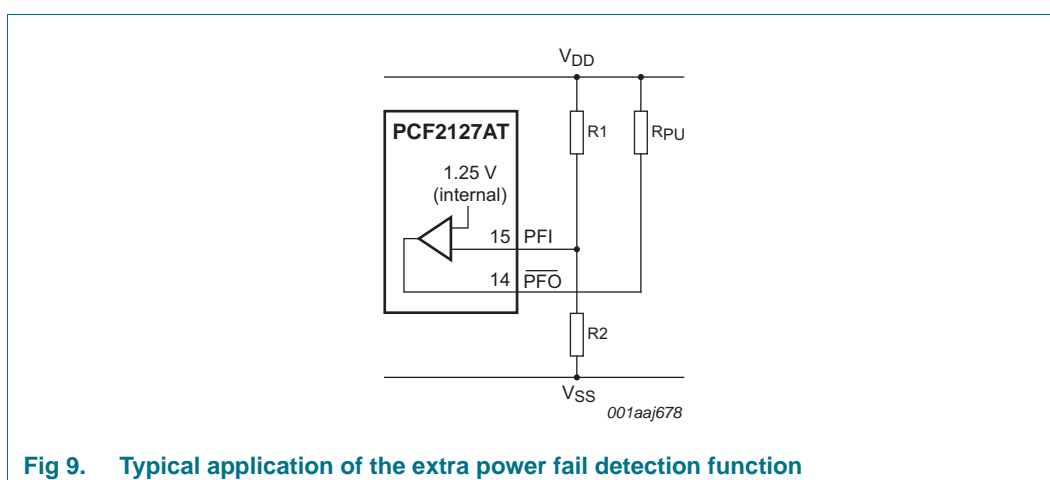 VDD
PCF2127AT
R1
RPU
1.25 V
(internal)
15 PFI
14 PFO
R2
VSS
001aaj678
Fig 9. Typical application of the extra power fail detection function